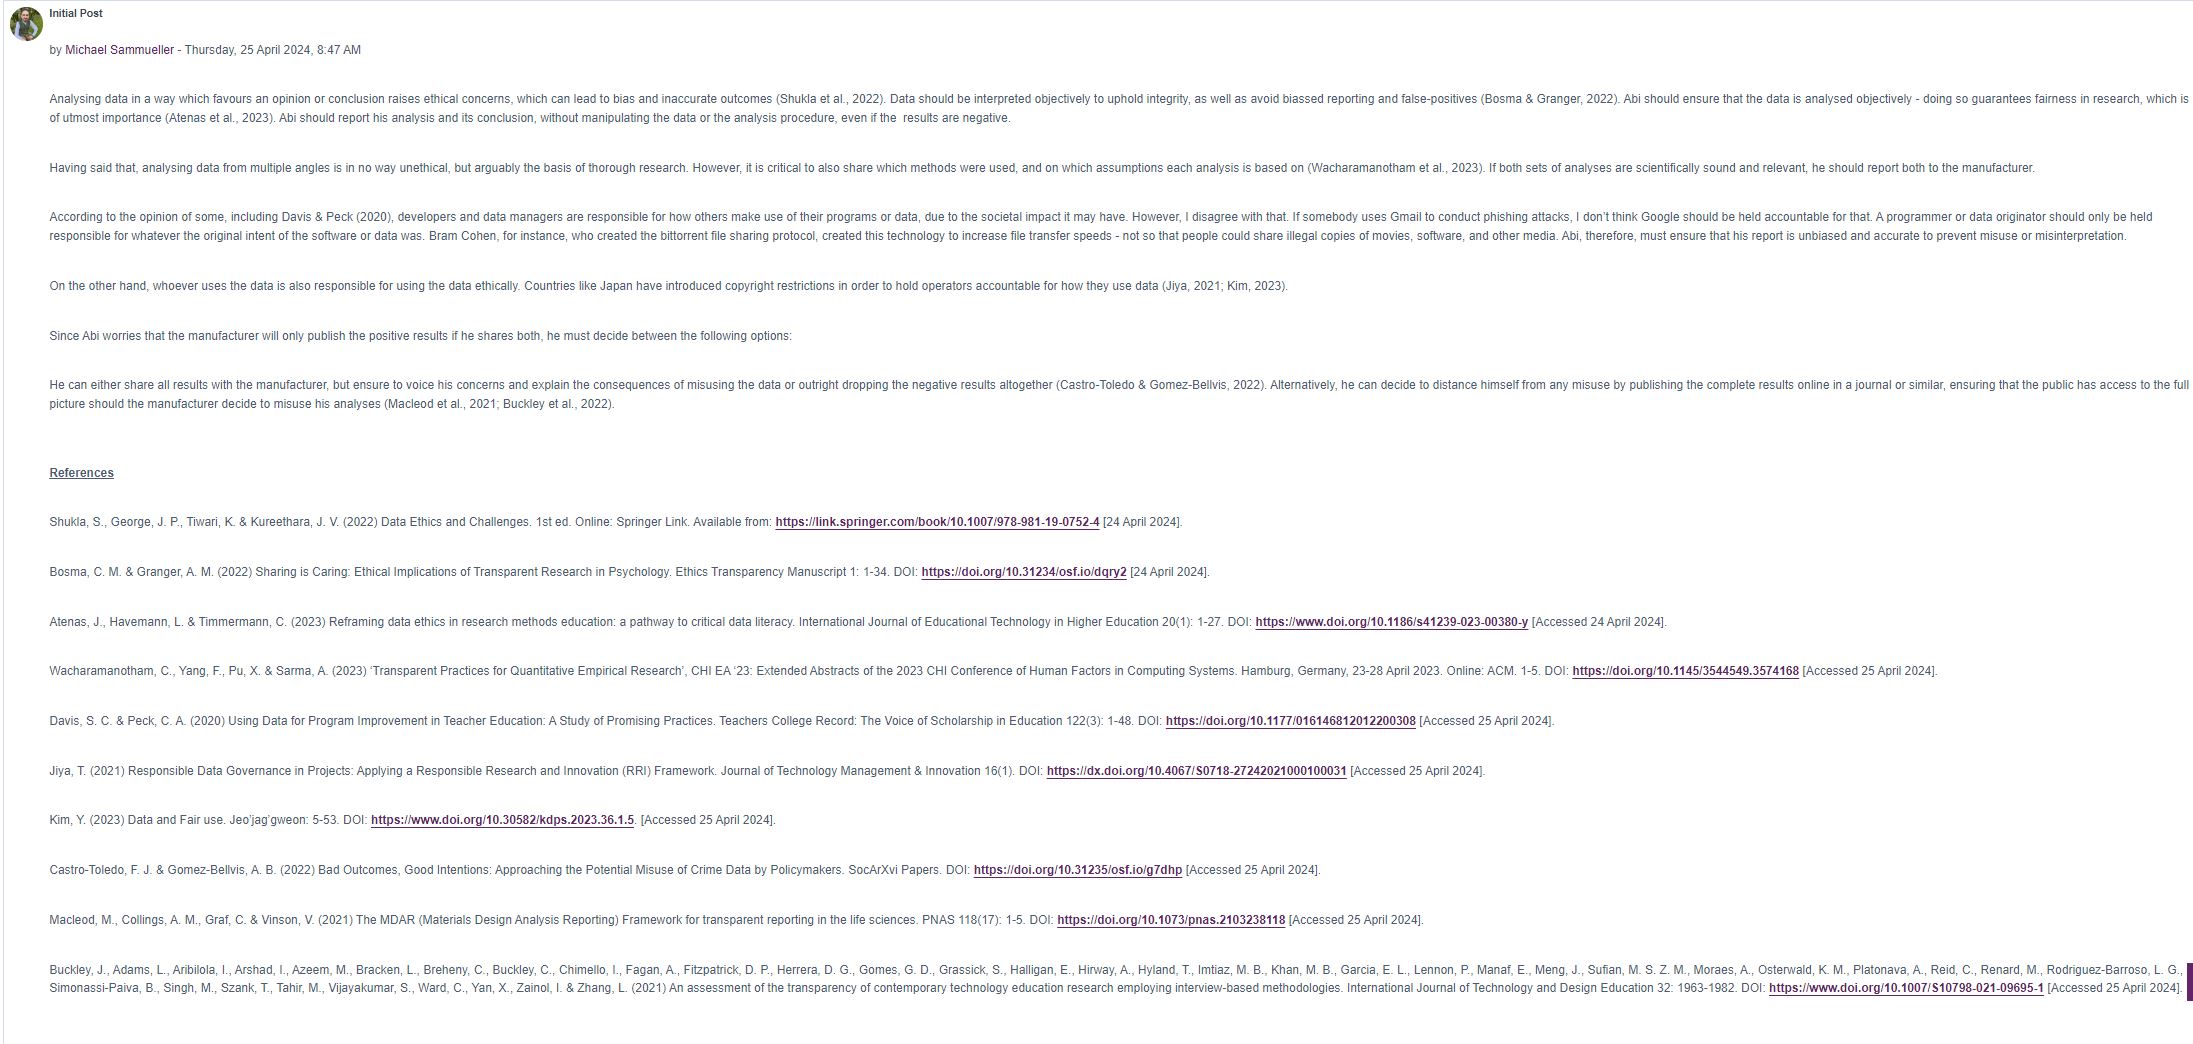 Initial Post
by Michael Sammueller - Thursday, 25 April 2024, 8:47 AM
Analysing data in a way which favours an opinion or conclusion raises ethical concerns, which can lead to bias and inaccurate outcomes (Shukla et al., 2022). Data should be interpreted objectively to uphold integrity, as well as avoid biassed reporting and false-positives (Bosma & Granger, 2022). Abi should ensure that the data is analysed objectively - doing so guarantees fairness in research, which is
of utmost importance (Atenas et al., 2023). Abi should report his analysis and its conclusion, without manipulating the data or the analysis procedure, even if the  results are negative.
Having said that, analysing data from multiple angles is in no way unethical, but arguably the basis of thorough research. However, it is critical to also share which methods were used, and on which assumptions each analysis is based on (Wacharamanotham et al., 2023). If both sets of analyses are scientifically sound and relevant, he should report both to the manufacturer.
According to the opinion of some, including Davis & Peck (2020), developers and data managers are responsible for how others make use of their programs or data, due to the societal impact it may have. However, I disagree with that. If somebody uses Gmail to conduct phishing attacks, I don't think Google should be held accountable for that. A programmer or data originator should only be held
responsible for whatever the original intent of the software or data was. Bram Cohen, for instance, who created the bittorrent file sharing protocol, created this technology to increase file transfer speeds - not so that people could share illegal copies of movies, software, and other media. Abi, therefore, must ensure that his report is unbiased and accurate to prevent misuse or misinterpretation.
On the other hand, whoever uses the data is also responsible for using the data ethically. Countries like Japan have introduced copyright restrictions in order to hold operators accountable for how they use data (Jiya, 2021; Kim, 2023).
Since Abi worries that the manufacturer will only publish the positive results if he shares both, he must decide between the following options:
He can either share all results with the manufacturer, but ensure to voice his concerns and explain the consequences of misusing the data or outright dropping the negative results altogether (Castro-Toledo & Gomez-Bellvis, 2022). Alternatively, he can decide to distance himself from any misuse by publishing the complete results online in a journal or similar, ensuring that the public has access to the full
picture should the manufacturer decide to misuse his analyses (Macleod et al., 2021; Buckley et al., 2022).
References
Shukla, S., George, J. P., Tiwari, K. & Kureethara, J. V. (2022) Data Ethics and Challenges. 1st ed. Online: Springer Link. Available from: https://link.springer.com/book/10.1007/978-981-19-0752-4 [24 April 2024].
Bosma, C. M. & Granger, A. M. (2022) Sharing is Caring: Ethical Implications of Transparent Research in Psychology. Ethics Transparency Manuscript 1: 1-34. DOI: https://doi.org/10.31234/osf.io/dqry2 [24 April 2024].
Atenas, J., Havemann, L. & Timmermann, C. (2023) Reframing data ethics in research methods education: a pathway to critical data literacy. International Journal of Educational Technology in Higher Education 20(1): 1-27. DOI: https://www.doi.org/10.1186/s41239-023-00380-y [Accessed 24 April 2024].
Wacharamanotham, C., Yang, F., Pu, X. & Sarma, A. (2023) ‘Transparent Practices for Quantitative Empirical Research’, CHI EA ‘23: Extended Abstracts of the 2023 CHI Conference of Human Factors in Computing Systems. Hamburg, Germany, 23-28 April 2023. Online: ACM. 1-5. DOI: https://doi.org/10.1145/3544549.3574168 [Accessed 25 April 2024].
Davis, S. C. & Peck, C. A. (2020) Using Data for Program Improvement in Teacher Education: A Study of Promising Practices. Teachers College Record: The Voice of Scholarship in Education 122(3): 1-48. DOI: https://doi.org/10.1177/016146812012200308 [Accessed 25 April 2024].
Jiya, T. (2021) Responsible Data Governance in Projects: Applying a Responsible Research and Innovation (RRI) Framework. Journal of Technology Management & Innovation 16(1). DOI: https://dx.doi.org/10.4067/S0718-27242021000100031 [Accessed 25 April 2024].
Kim, Y. (2023) Data and Fair use. Jeo’jag’gweon: 5-53. DOI: https://www.doi.org/10.30582/kdps.2023.36.1.5. [Accessed 25 April 2024].
Castro-Toledo, F. J. & Gomez-Bellvis, A. B. (2022) Bad Outcomes, Good Intentions: Approaching the Potential Misuse of Crime Data by Policymakers. SocArXvi Papers. DOI: https://doi.org/10.31235/osf.io/g7dhp [Accessed 25 April 2024].
Macleod, M., Collings, A. M., Graf, C. & Vinson, V. (2021) The MDAR (Materials Design Analysis Reporting) Framework for transparent reporting in the life sciences. PNAS 118(17): 1-5. DOI: https://doi.org/10.1073/pnas.2103238118 [Accessed 25 April 2024].
Buckley, J., Adams, L., Aribilola, I., Arshad, I., Azeem, M., Bracken, L., Breheny, C., Buckley, C., Chimello, I., Fagan, A., Fitzpatrick, D. P., Herrera, D. G., Gomes, G. D., Grassick, S., Halligan, E., Hirway, A., Hyland, T., Imtiaz, M. B., Khan, M. B., Garcia, E. L., Lennon, P., Manaf, E., Meng, J., Sufian, M. S. Z. M., Moraes, A., Osterwald, K. M., Platonava, A., Reid, C., Renard, M., Rodriguez-Barroso, L. G.,
Simonassi-Paiva, B., Singh, M., Szank, T., Tahir, M., Vijayakumar, S., Ward, C., Yan, X., Zainol, I. & Zhang, L. (2021) An assessment of the transparency of contemporary technology education research employing interview-based methodologies. International Journal of Technology and Design Education 32: 1963-1982. DOI: https://www.doi.org/10.1007/S10798-021-09695-1 [Accessed 25 April 2024].